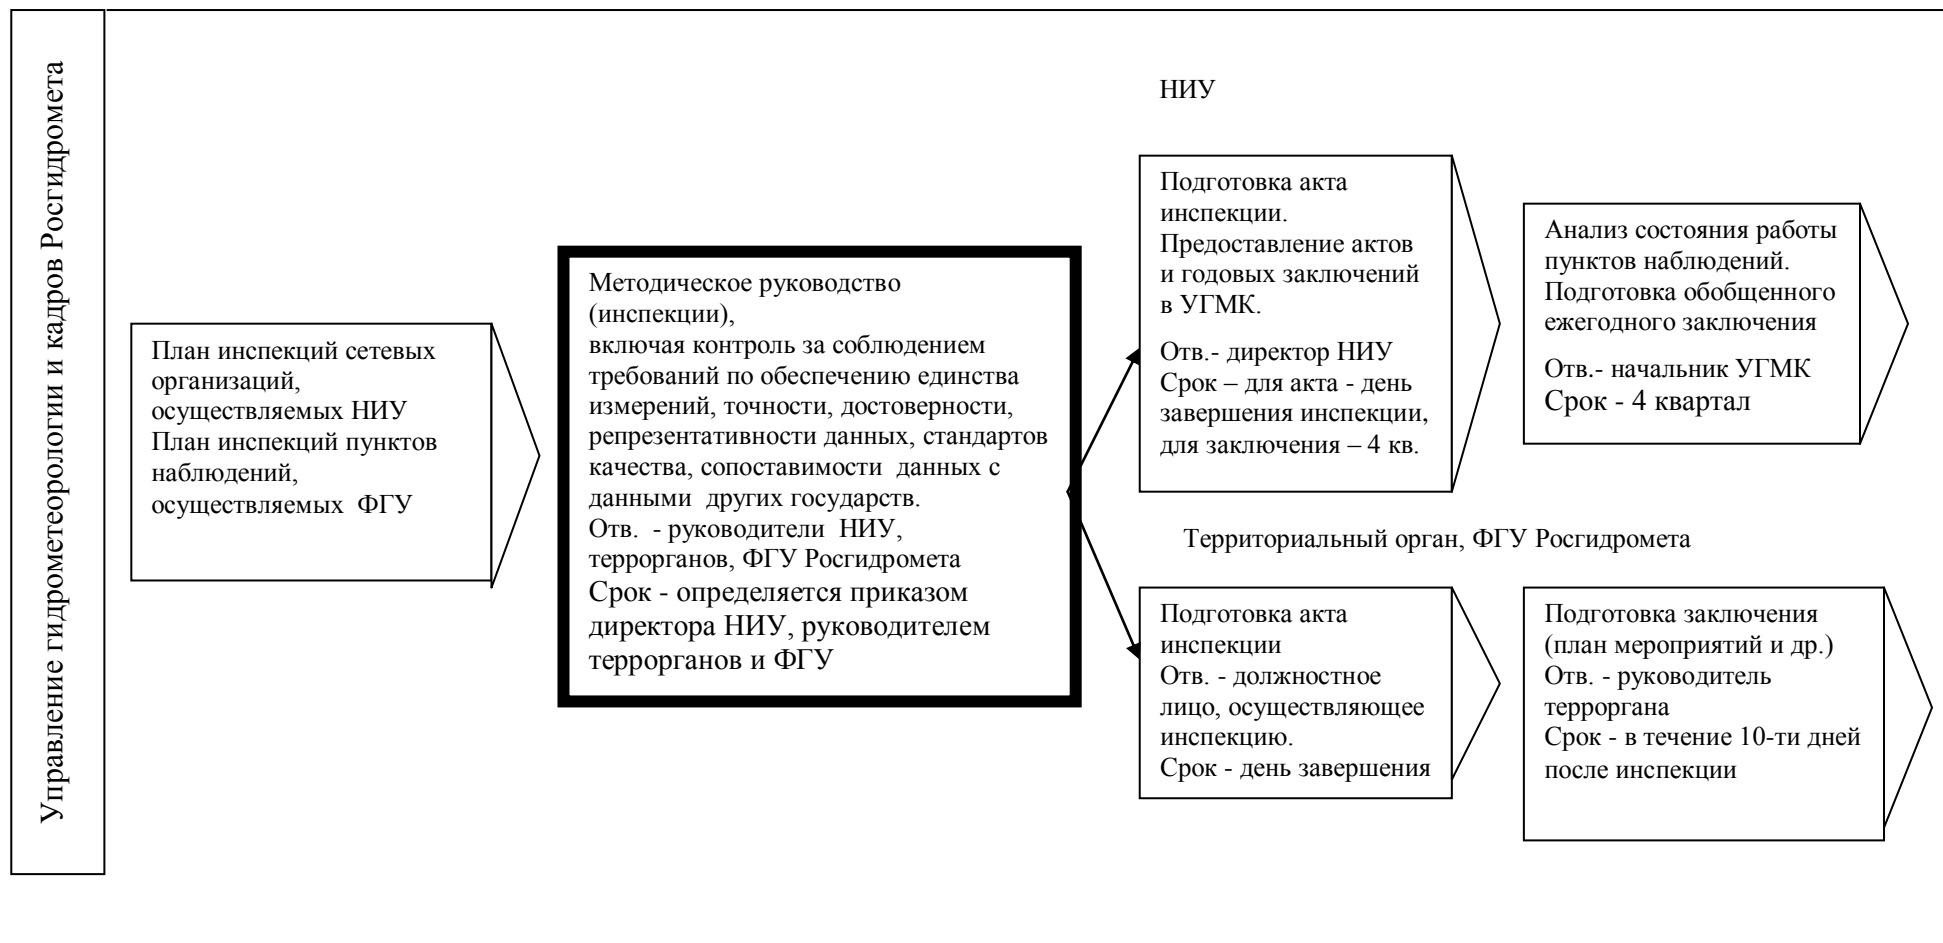 Управление гидрометеорологии и кадров Росгидромета
План инспекций сетевых
организаций,
осуществляемых НИУ
План инспекций пунктов
наблюдений,
осуществляемых ФГУ
Методическое руководство
(инспекции),
включая контроль за соблюдением
требований по обеспечению единства
измерений, точности, достоверности,
репрезентативности данных, стандартов
качества, сопоставимости данных с
данными других государств.
Отв. - руководители НИУ,
террорганов, ФГУ Росгидромета
Срок - определяется приказом
директора НИУ, руководителем
террорганов и ФГУ
НИУ
Подготовка акта
инспекции.
Предоставление актов
и годовых заключений
в УГМК.
Отв.- директор НИУ
Срок – для акта - день
завершения инспекции,
для заключения – 4 кв.
Анализ состояния работы
пунктов наблюдений.
Подготовка обобщенного
ежегодного заключения
Отв.- начальник УГМК
Срок - 4 квартал
Территориальный орган, ФГУ Росгидромета
Подготовка акта
инспекции
Отв. - должностное
лицо, осуществляющее
инспекцию.
Срок - день завершения
Подготовка заключения
(план мероприятий и др.)
Отв. - руководитель
терроргана
Срок - в течение 10-ти дней
после инспекции